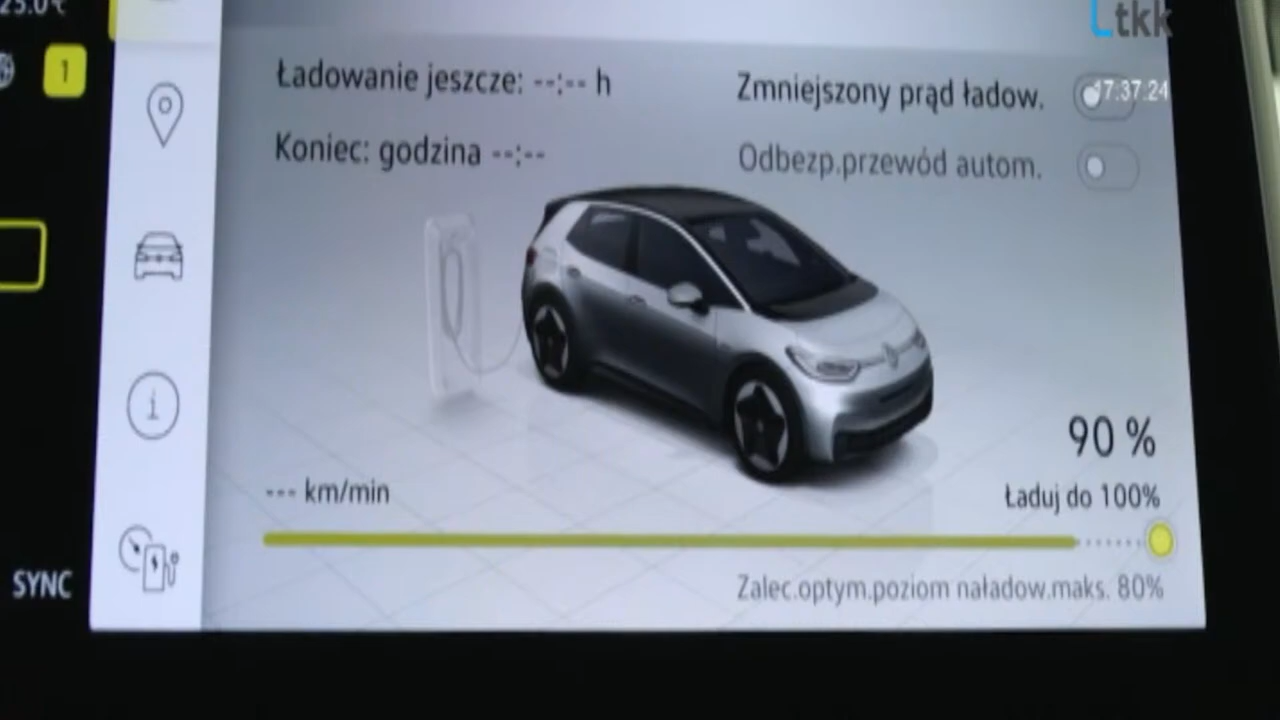 tkk
1
Ładowanie jeszcze: --:-- h
Zmniejszony prąd ładow.
17.37.24
Koniec: godzina --:--
Odbezp.przewód autom.
90 %
--- km/min
Ładuj do 100%
SYNC
Zalec.optym.poziom naładow.maks. 80%